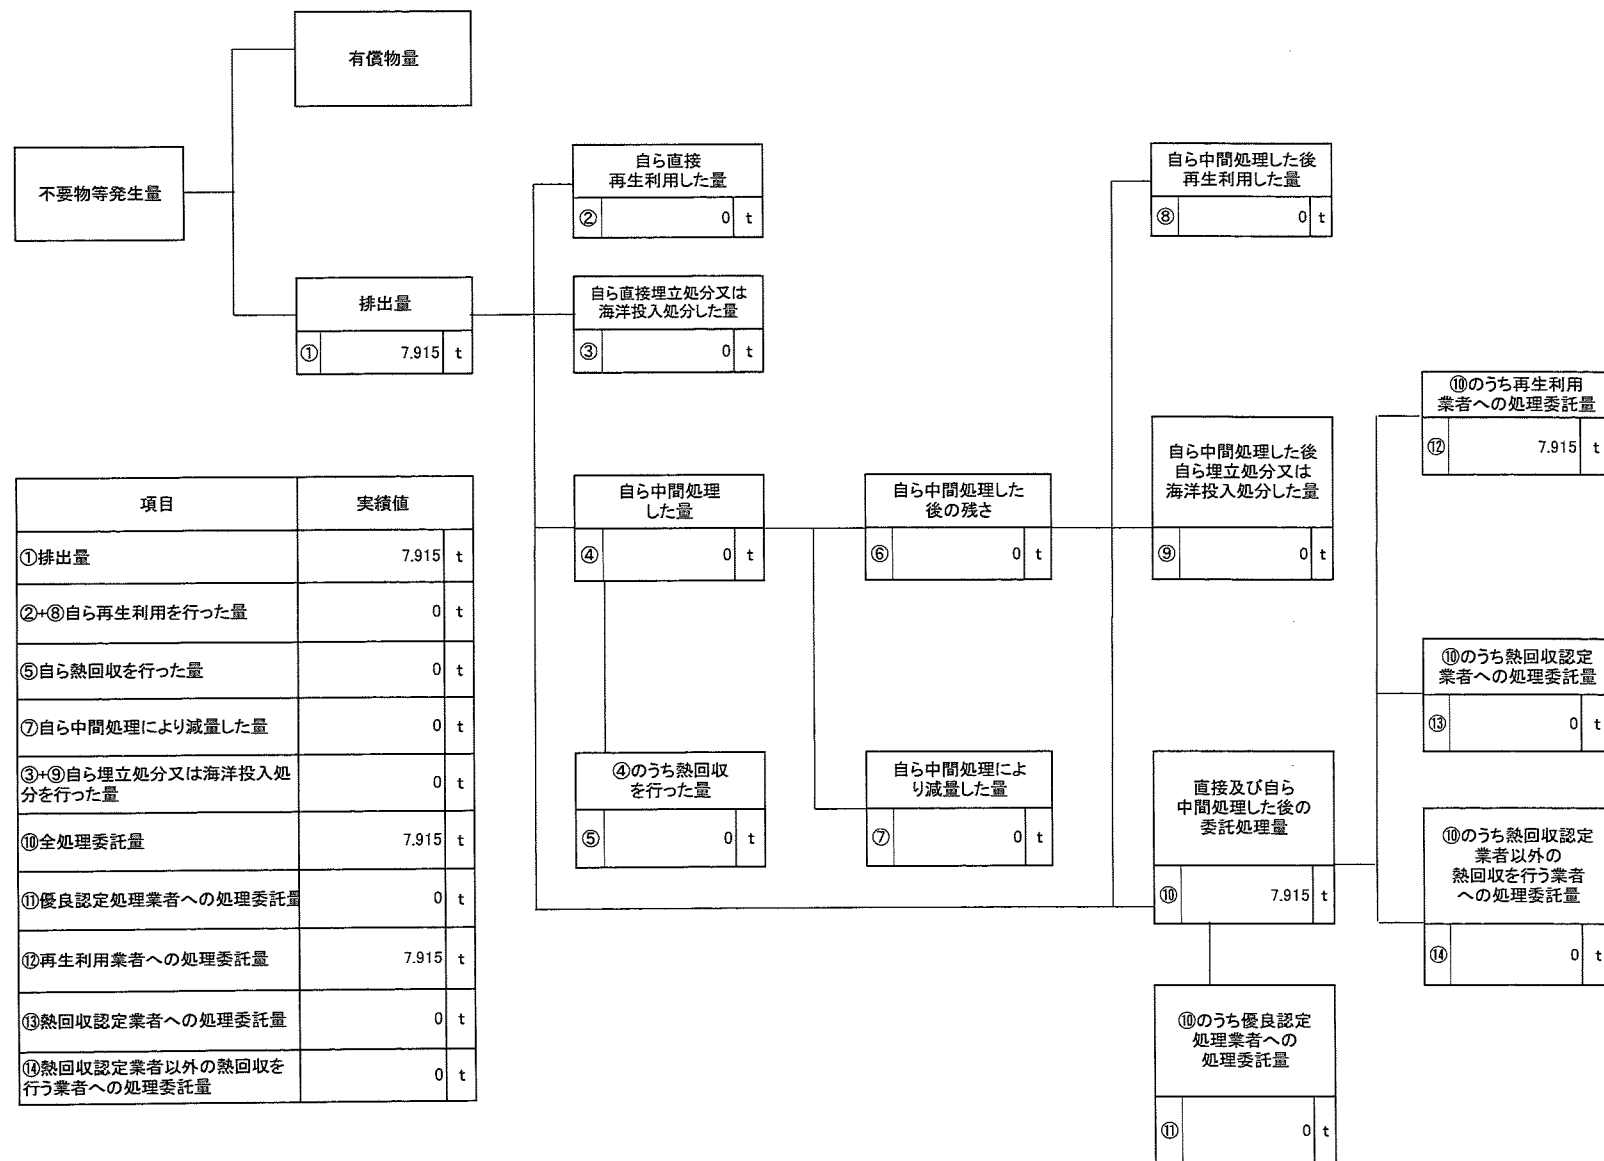 有償物量
不要物等発生量
排出量
① 7.915 t
自ら直接
再生利用した量
② 0 t
自ら直接埋立処分又は
海洋投入処分した量
③ 0 t
自ら中間処理
した量
④ 0 t
④のうち熱回収
を行った量
⑤ 0 t
自ら中間処理した
後の残さ
⑥ 0 t
自ら中間処理によ
り減量した量
⑦ 0 t
自ら中間処理した後
再生利用した量
⑧ 0 t
自ら中間処理した後
自ら埋立処分又は
海洋投入処分した量
⑨ 0 t
直接及び自ら
中間処理した後の
委託処理量
⑩ 7.915 t
⑩のうち優良認定
処理業者への
処理委託量
⑪ 0 t
⑩のうち再生利用
業者への処理委託量
⑫ 7.915 t
⑩のうち熱回収認定
業者への処理委託量
⑬ 0 t
⑩のうち熱回収認定
業者以外の
熱回収を行う業者
への処理委託量
⑭ 0 t
項目 実績値
①排出量 7.915 t
②+⑧自ら再生利用を行った量 0 t
⑤自ら熱回収を行った量 0 t
⑦自ら中間処理により減量した量 0 t
③+⑨自ら埋立処分又は海洋投入処
分を行った量 0 t
⑩全処理委託量 7.915 t
⑪優良認定処理業者への処理委託量 0 t
⑫再生利用業者への処理委託量 7.915 t
⑬熱回収認定業者への処理委託量 0 t
⑭熱回収認定業者以外の熱回収を
行う業者への処理委託量 0 t